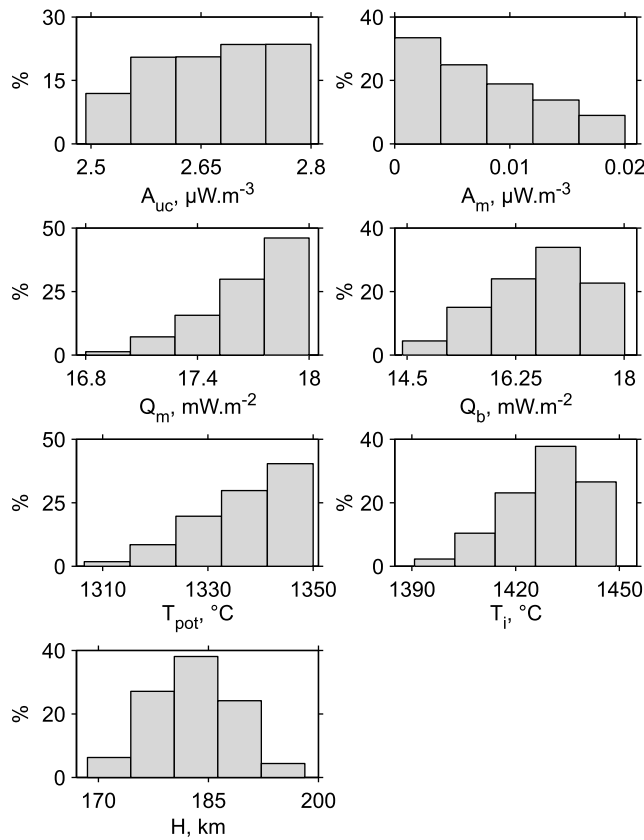 30
15
0
%
2.5 2.65 2.8
A_uc, µW.m^-3
40
20
0
%
0 0.01 0.02
A_m, µW.m^-3
50
25
0
%
16.8 17.4 18
Q_m, mW.m^-2
40
20
0
%
14.5 16.25 18
Q_b, mW.m^-2
50
25
0
%
1310 1330 1350
T_pot, °C
40
20
0
%
1390 1420 1450
T_i, °C
40
20
0
%
170 185 200
H, km